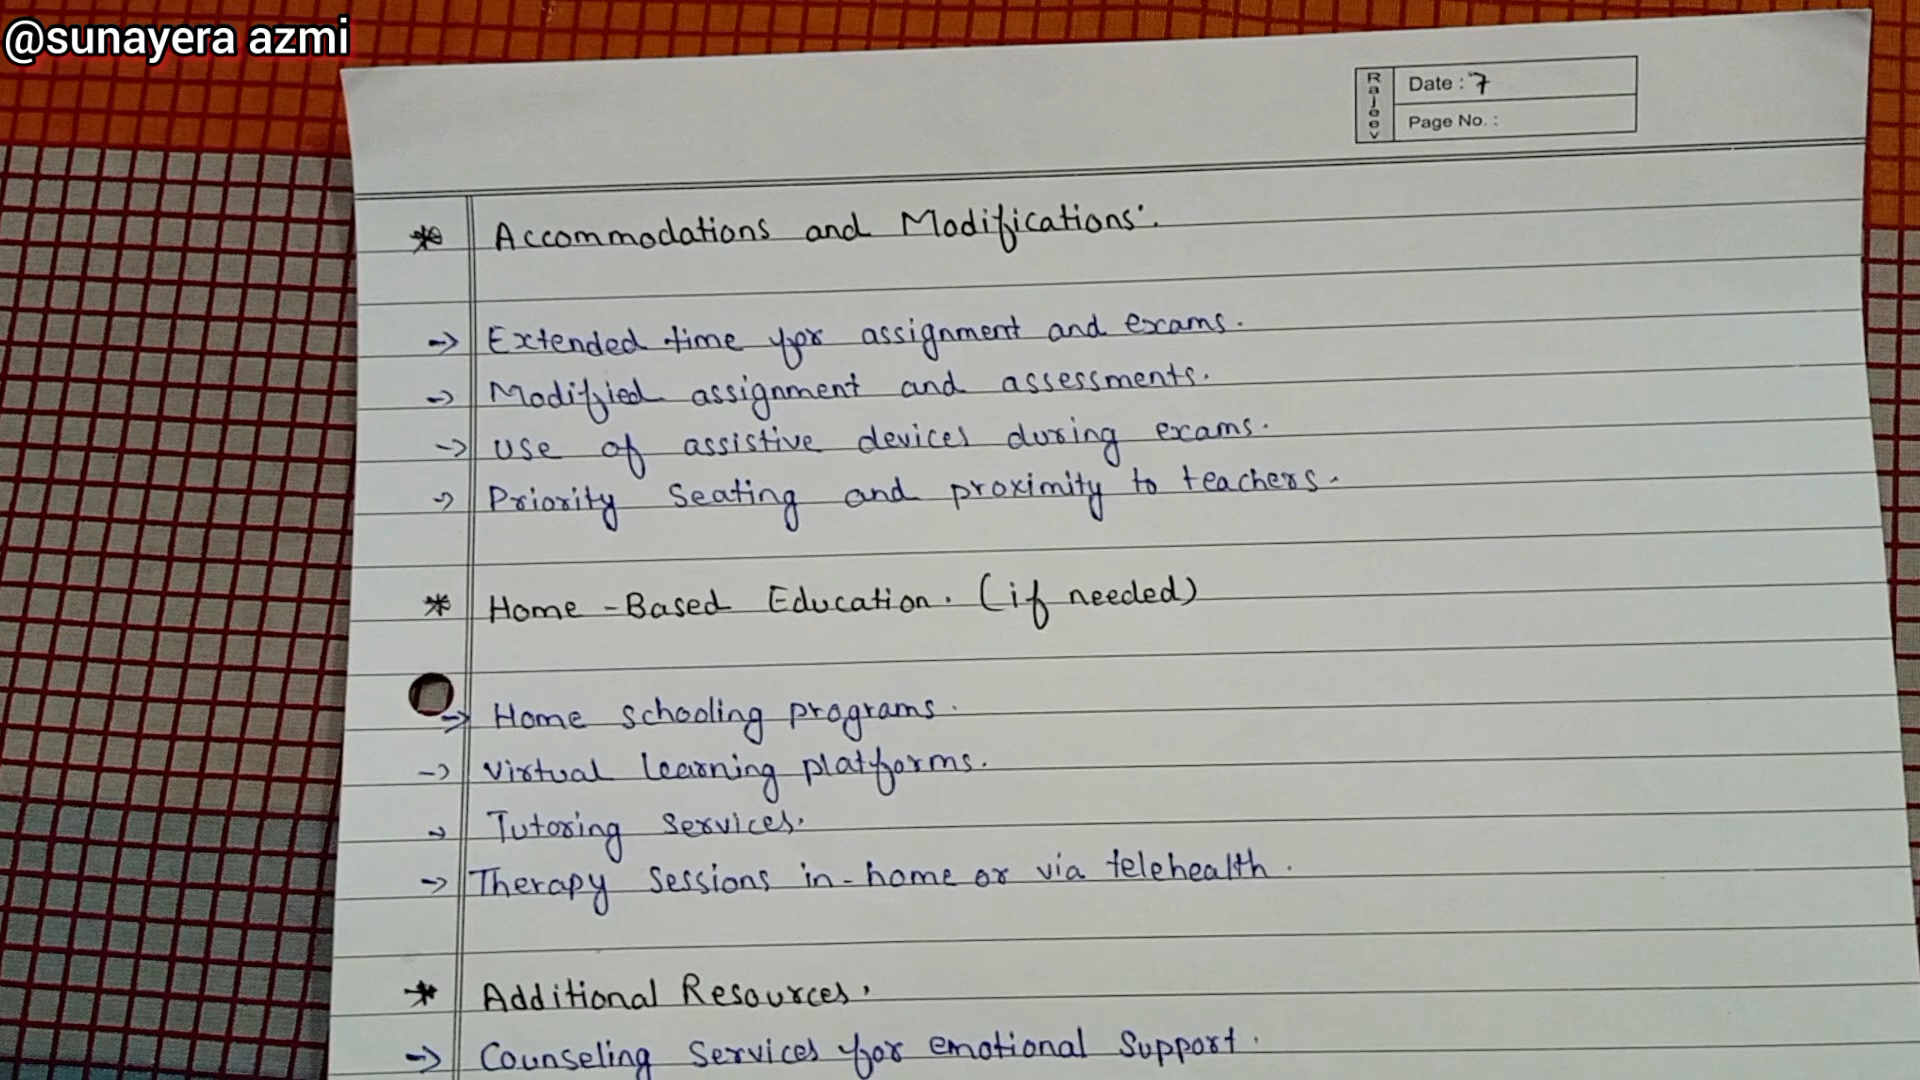 @sunayera azmi
Rajeev
Date : 7
Page No. :
* Accommodations and Modifications:
-> Extended time for assignment and exams.
-> Modified assignment and assessments.
-> use of assistive devices during exams.
-> Priority Seating and proximity to teachers.
* Home-Based Education. (if needed)
-> Home schooling programs.
-> Virtual learning platforms.
-> Tutoring Services.
-> Therapy Sessions in-home or via telehealth.
* Additional Resources.
-> Counseling Services for emotional Support.